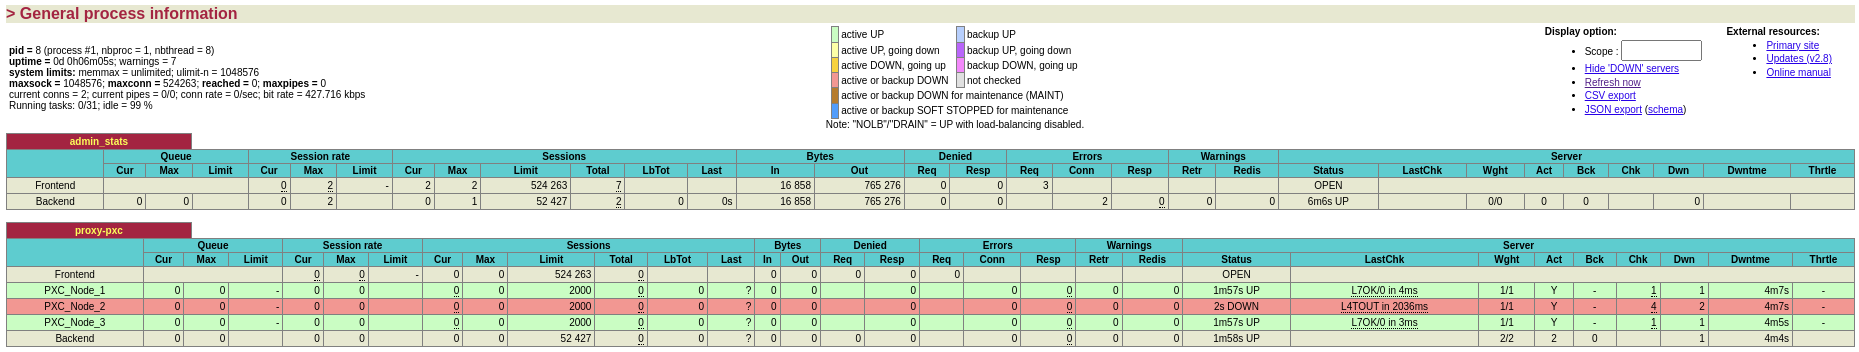 > General process information
pid = 8 (process #1, nbproc = 1, nbthread = 8)
uptime = 0d 0h06m05s; warnings = 7
system limits: memmax = unlimited; ulimit-n = 1048576
maxsock = 1048576; maxconn = 524263; reached = 0; maxpipes = 0
current conns = 2; current pipes = 0/0; conn rate = 0/sec; bit rate = 427.716 kbps
Running tasks: 0/31; idle = 99 %
active UP backup UP
active UP, going down backup UP, going down
active DOWN, going up backup DOWN, going up
active or backup DOWN not checked
active or backup DOWN for maintenance (MAINT)
active or backup SOFT STOPPED for maintenance
Note: "NOLB"/"DRAIN" = UP with load-balancing disabled.
Display option:
Scope :
Hide 'DOWN' servers
Refresh now
CSV export
JSON export (schema)
External resources:
Primary site
Updates (v2.8)
Online manual
admin_stats
Queue Session rate Sessions Bytes Denied Errors Warnings Server
Cur Max Limit Cur Max Limit Cur Max Limit Total LbTot Last In Out Req Resp Req Conn Resp Retr Redis Status LastChk Wght Act Bck Chk Dwn Dwntme Thrtle
Frontend 0 2 - 2 2 524 263 7 16 858 765 276 0 0 3 OPEN
Backend 0 0 0 2 0 1 52 427 2 0 0s 16 858 765 276 0 0 2 0 0 0 6m6s UP 0/0 0 0 0
proxy-pxc
Queue Session rate Sessions Bytes Denied Errors Warnings Server
Cur Max Limit Cur Max Limit Cur Max Limit Total LbTot Last In Out Req Resp Req Conn Resp Retr Redis Status LastChk Wght Act Bck Chk Dwn Dwntme Thrtle
Frontend 0 0 - 0 0 524 263 0 0 0 0 0 0 OPEN
PXC_Node_1 0 0 - 0 0 0 0 2000 0 0 ? 0 0 0 0 0 0 0 1m57s UP L7OK/0 in 4ms 1/1 Y - 1 1 4m7s -
PXC_Node_2 0 0 - 0 0 0 0 2000 0 0 ? 0 0 0 0 0 0 0 2s DOWN L4TOUT in 2036ms 1/1 Y - 4 2 4m7s -
PXC_Node_3 0 0 - 0 0 0 0 2000 0 0 ? 0 0 0 0 0 0 0 1m57s UP L7OK/0 in 3ms 1/1 Y - 1 1 4m5s -
Backend 0 0 0 0 0 0 52 427 0 0 ? 0 0 0 0 0 0 0 0 1m58s UP 2/2 2 0 1 4m4s